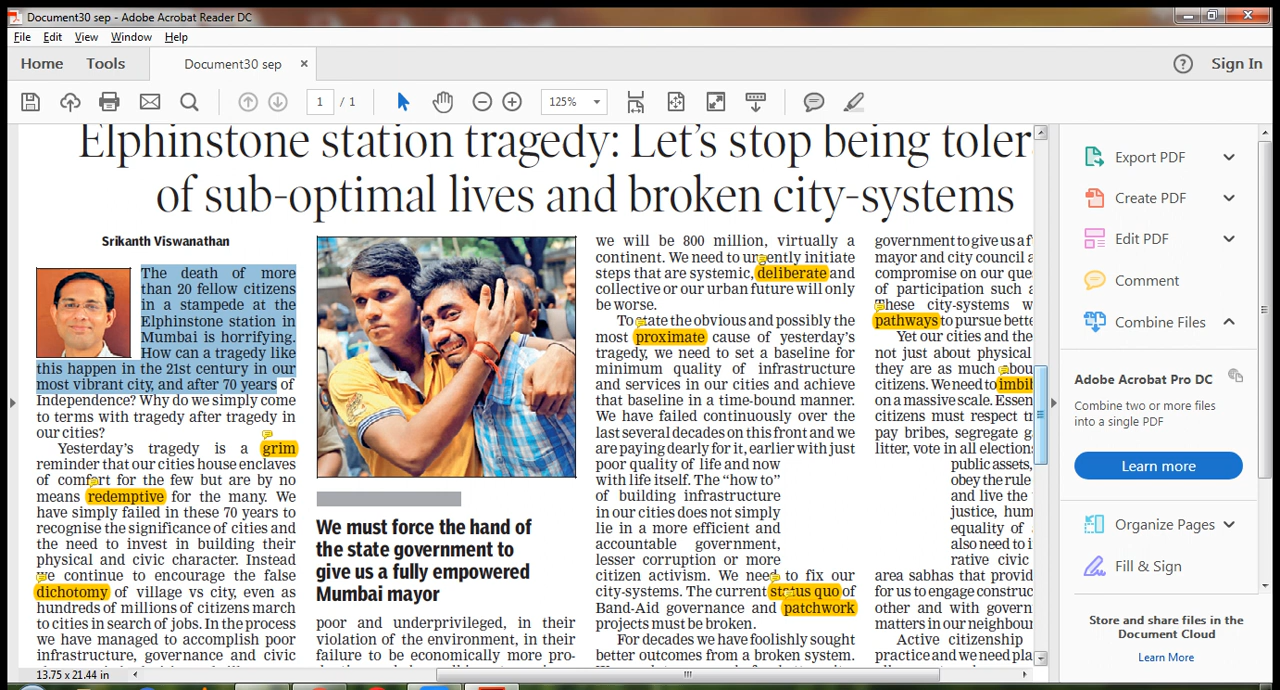 Document30 sep - Adobe Acrobat Reader DC
File Edit View Window Help
Home Tools Document30 sep × ? Sign In
1 / 1 125%
Elphinstone station tragedy: Let's stop being toler
of sub-optimal lives and broken city-systems
Srikanth Viswanathan
The death of more
than 20 fellow citizens
in a stampede at the
Elphinstone station in
Mumbai is horrifying.
How can a tragedy like
this happen in the 21st century in our
most vibrant city, and after 70 years of
independence? Why do we simply come
to terms with tragedy after tragedy in
our cities?
Yesterday's tragedy is a grim
reminder that our cities house enclaves
of comfort for the few but are by no
means redemptive for the many. We
have simply failed in these 70 years to
recognise the significance of cities and
the need to invest in building their
physical and civic character. Instead
we continue to encourage the false
dichotomy of village vs city, even as
hundreds of millions of citizens march
to cities in search of jobs. In the process
we have managed to accomplish poor
infrastructure, governance and civic
We must force the hand of
the state government to
give us a fully empowered
Mumbai mayor
poor and underprivileged, in their
violation of the environment, in their
failure to be economically more pro-
we will be 800 million, virtually a
continent. We need to urgently initiate
steps that are systemic, deliberate and
collective or our urban future will only
be worse.
To state the obvious and possibly the
most proximate cause of yesterday's
tragedy, we need to set a baseline for
minimum quality of infrastructure
and services in our cities and achieve
that baseline in a time-bound manner.
We have failed continuously over the
last several decades on this front and we
are paying dearly for it, earlier with just
poor quality of life and now
with life itself. The "how to"
of building infrastructure
in our cities does not simply
lie in a more efficient and
accountable government,
lesser corruption or more
citizen activism. We need to fix our
city-systems. The current status quo of
Band-Aid governance and patchwork
projects must be broken.
For decades we have foolishly sought
better outcomes from a broken system.
government to give us a f
mayor and city council a
compromise on our que
of participation such a
These city-systems w
pathways to pursue bette
Yet our cities and the
not just about physical
they are as much abou
citizens. We need to imbib
on a massive scale. Essen
citizens must respect tr
pay bribes, segregate g
litter, vote in all election
public assets,
obey the rule
and live the
justice, hum
equality of
also need to i
rative civic
area sabhas that provid
for us to engage construc
other and with govern
matters in our neighbour
Active citizenship
practice and we need pla
13.75 x 21.44 in
Export PDF
Create PDF
Edit PDF
Comment
Combine Files
Adobe Acrobat Pro DC
Combine two or more files
into a single PDF
Learn more
Organize Pages
Fill & Sign
Store and share files in the
Document Cloud
Learn More